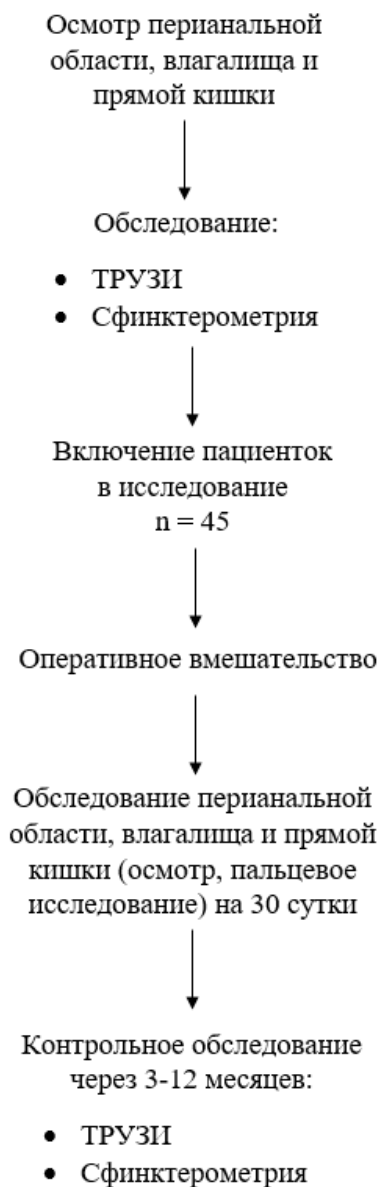 Осмотр перианальной
области, влагалища и
прямой кишки
Обследование:
• ТРУЗИ
• Сфинктерометрия
Включение пациенток
в исследование
n = 45
Оперативное вмешательство
Обследование перианальной
области, влагалища и прямой
кишки (осмотр, пальцевое
исследование) на 30 сутки
Контрольное обследование
через 3-12 месяцев:
• ТРУЗИ
• Сфинктерометрия